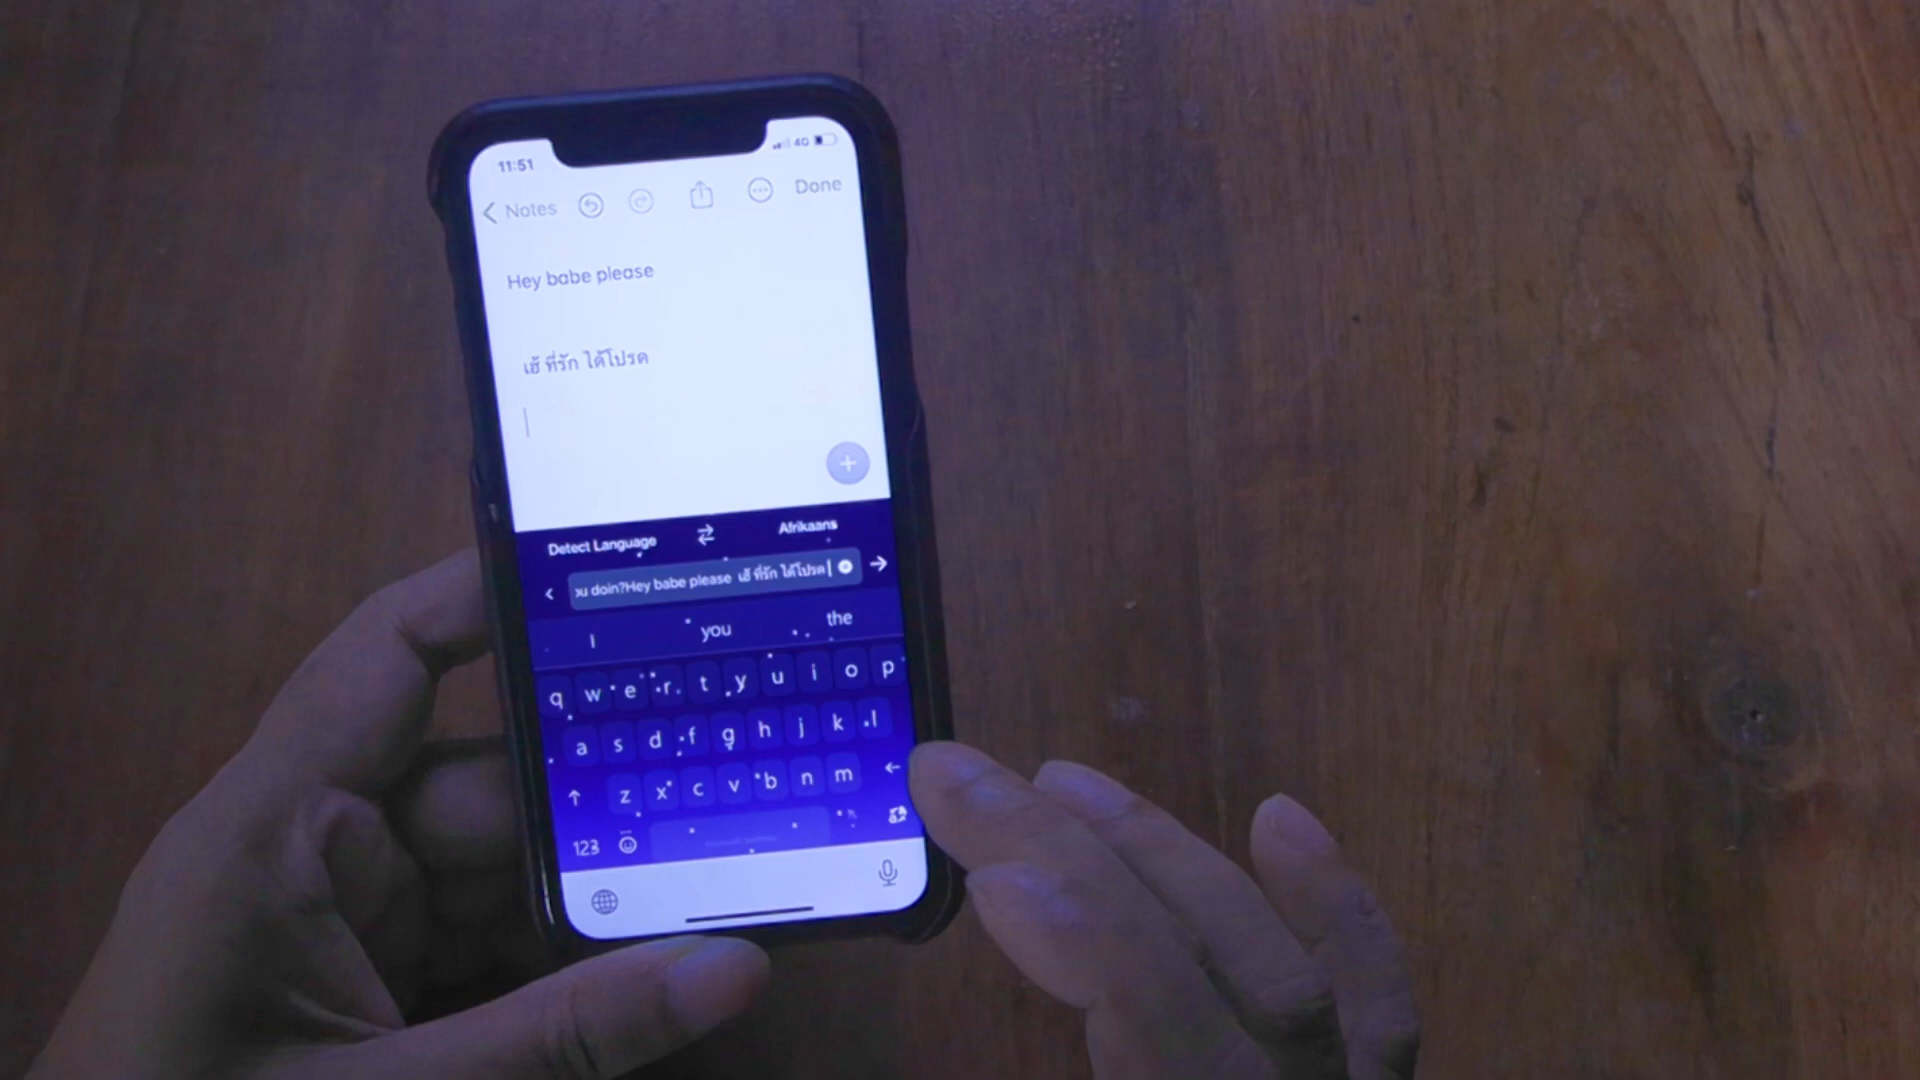 11:51
4G
Notes
Done
Hey babe please
เฮ้ ที่รัก ได้โปรด
Detect Language
Afrikaans
ou doin?Hey babe please เฮ้ ที่รัก ได้โปรด
I you the
q w e r t y u i o p
a s d f g h j k l
z x c v b n m
123